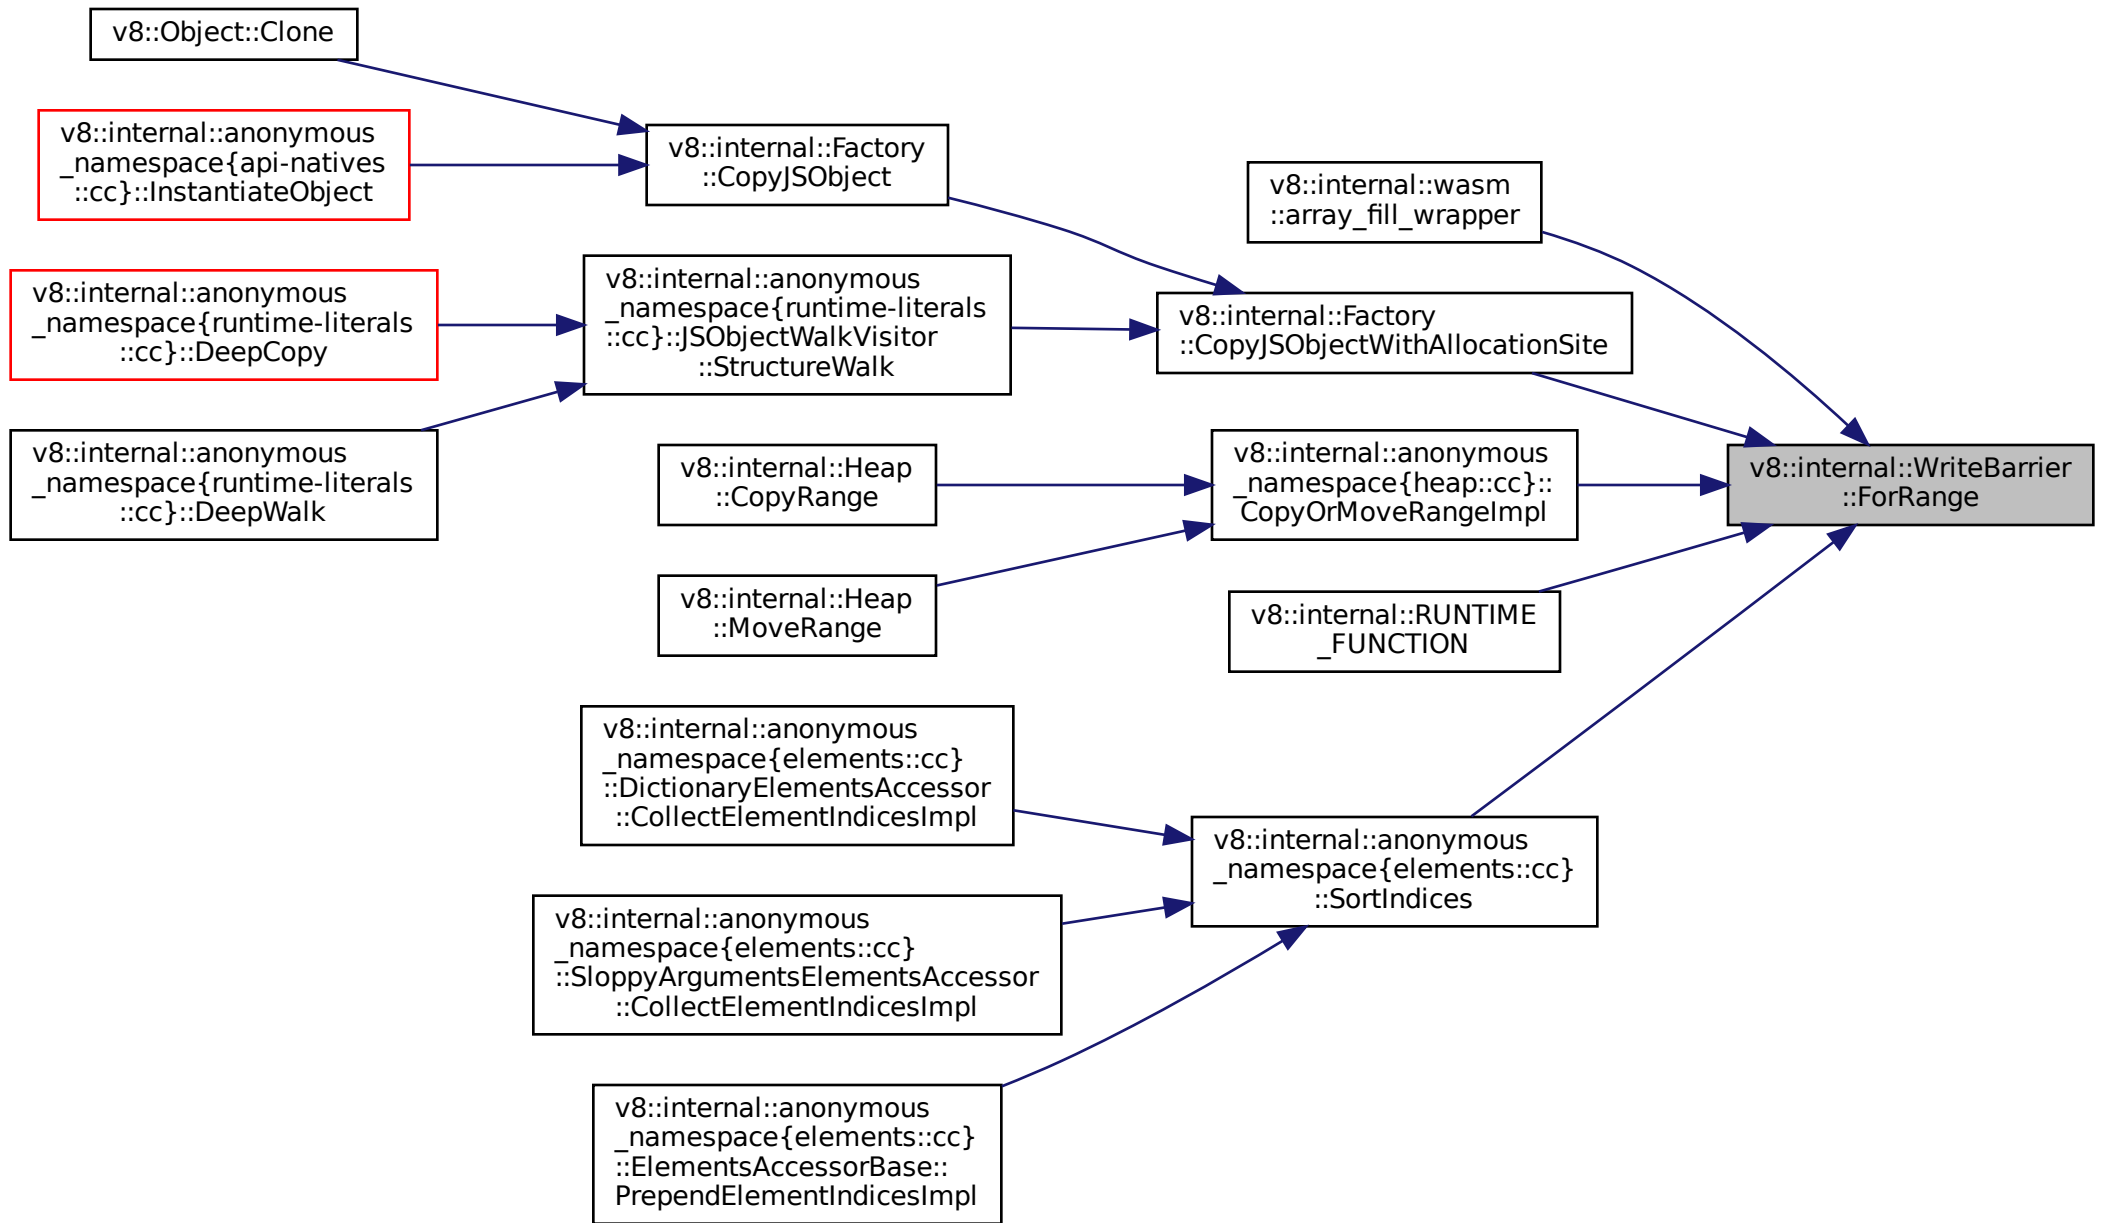 v8::Object::Clone
v8::internal::anonymous
_namespace{api-natives
::cc}::InstantiateObject
v8::internal::Factory
::CopyJSObject
v8::internal::wasm
::array_fill_wrapper
v8::internal::anonymous
_namespace{runtime-literals
::cc}::DeepCopy
v8::internal::anonymous
_namespace{runtime-literals
::cc}::JSObjectWalkVisitor
::StructureWalk
v8::internal::Factory
::CopyJSObjectWithAllocationSite
v8::internal::anonymous
_namespace{runtime-literals
::cc}::DeepWalk
v8::internal::Heap
::CopyRange
v8::internal::anonymous
_namespace{heap::cc}::
CopyOrMoveRangeImpl
v8::internal::WriteBarrier
::ForRange
v8::internal::Heap
::MoveRange
v8::internal::RUNTIME
_FUNCTION
v8::internal::anonymous
_namespace{elements::cc}
::DictionaryElementsAccessor
::CollectElementIndicesImpl
v8::internal::anonymous
_namespace{elements::cc}
::SortIndices
v8::internal::anonymous
_namespace{elements::cc}
::SloppyArgumentsElementsAccessor
::CollectElementIndicesImpl
v8::internal::anonymous
_namespace{elements::cc}
::ElementsAccessorBase::
PrependElementIndicesImpl